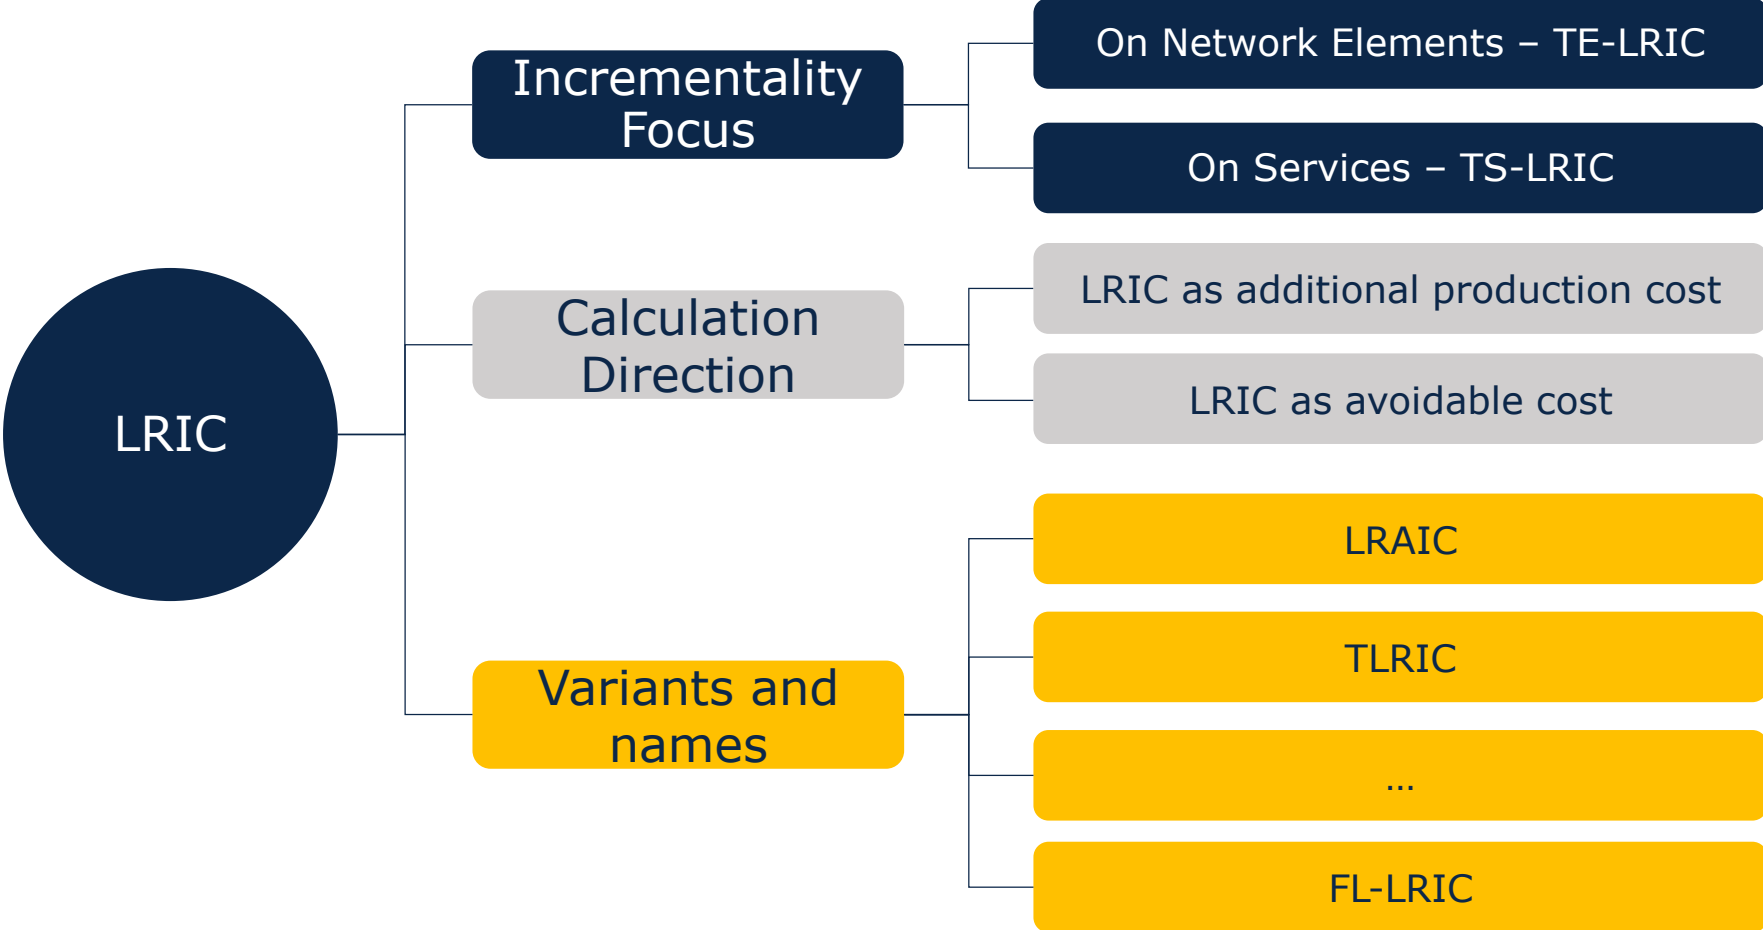 LRIC
Incrementality
Focus
On Network Elements – TE-LRIC
On Services – TS-LRIC
Calculation
Direction
LRIC as additional production cost
LRIC as avoidable cost
Variants and
names
LRAIC
TLRIC
...
FL-LRIC